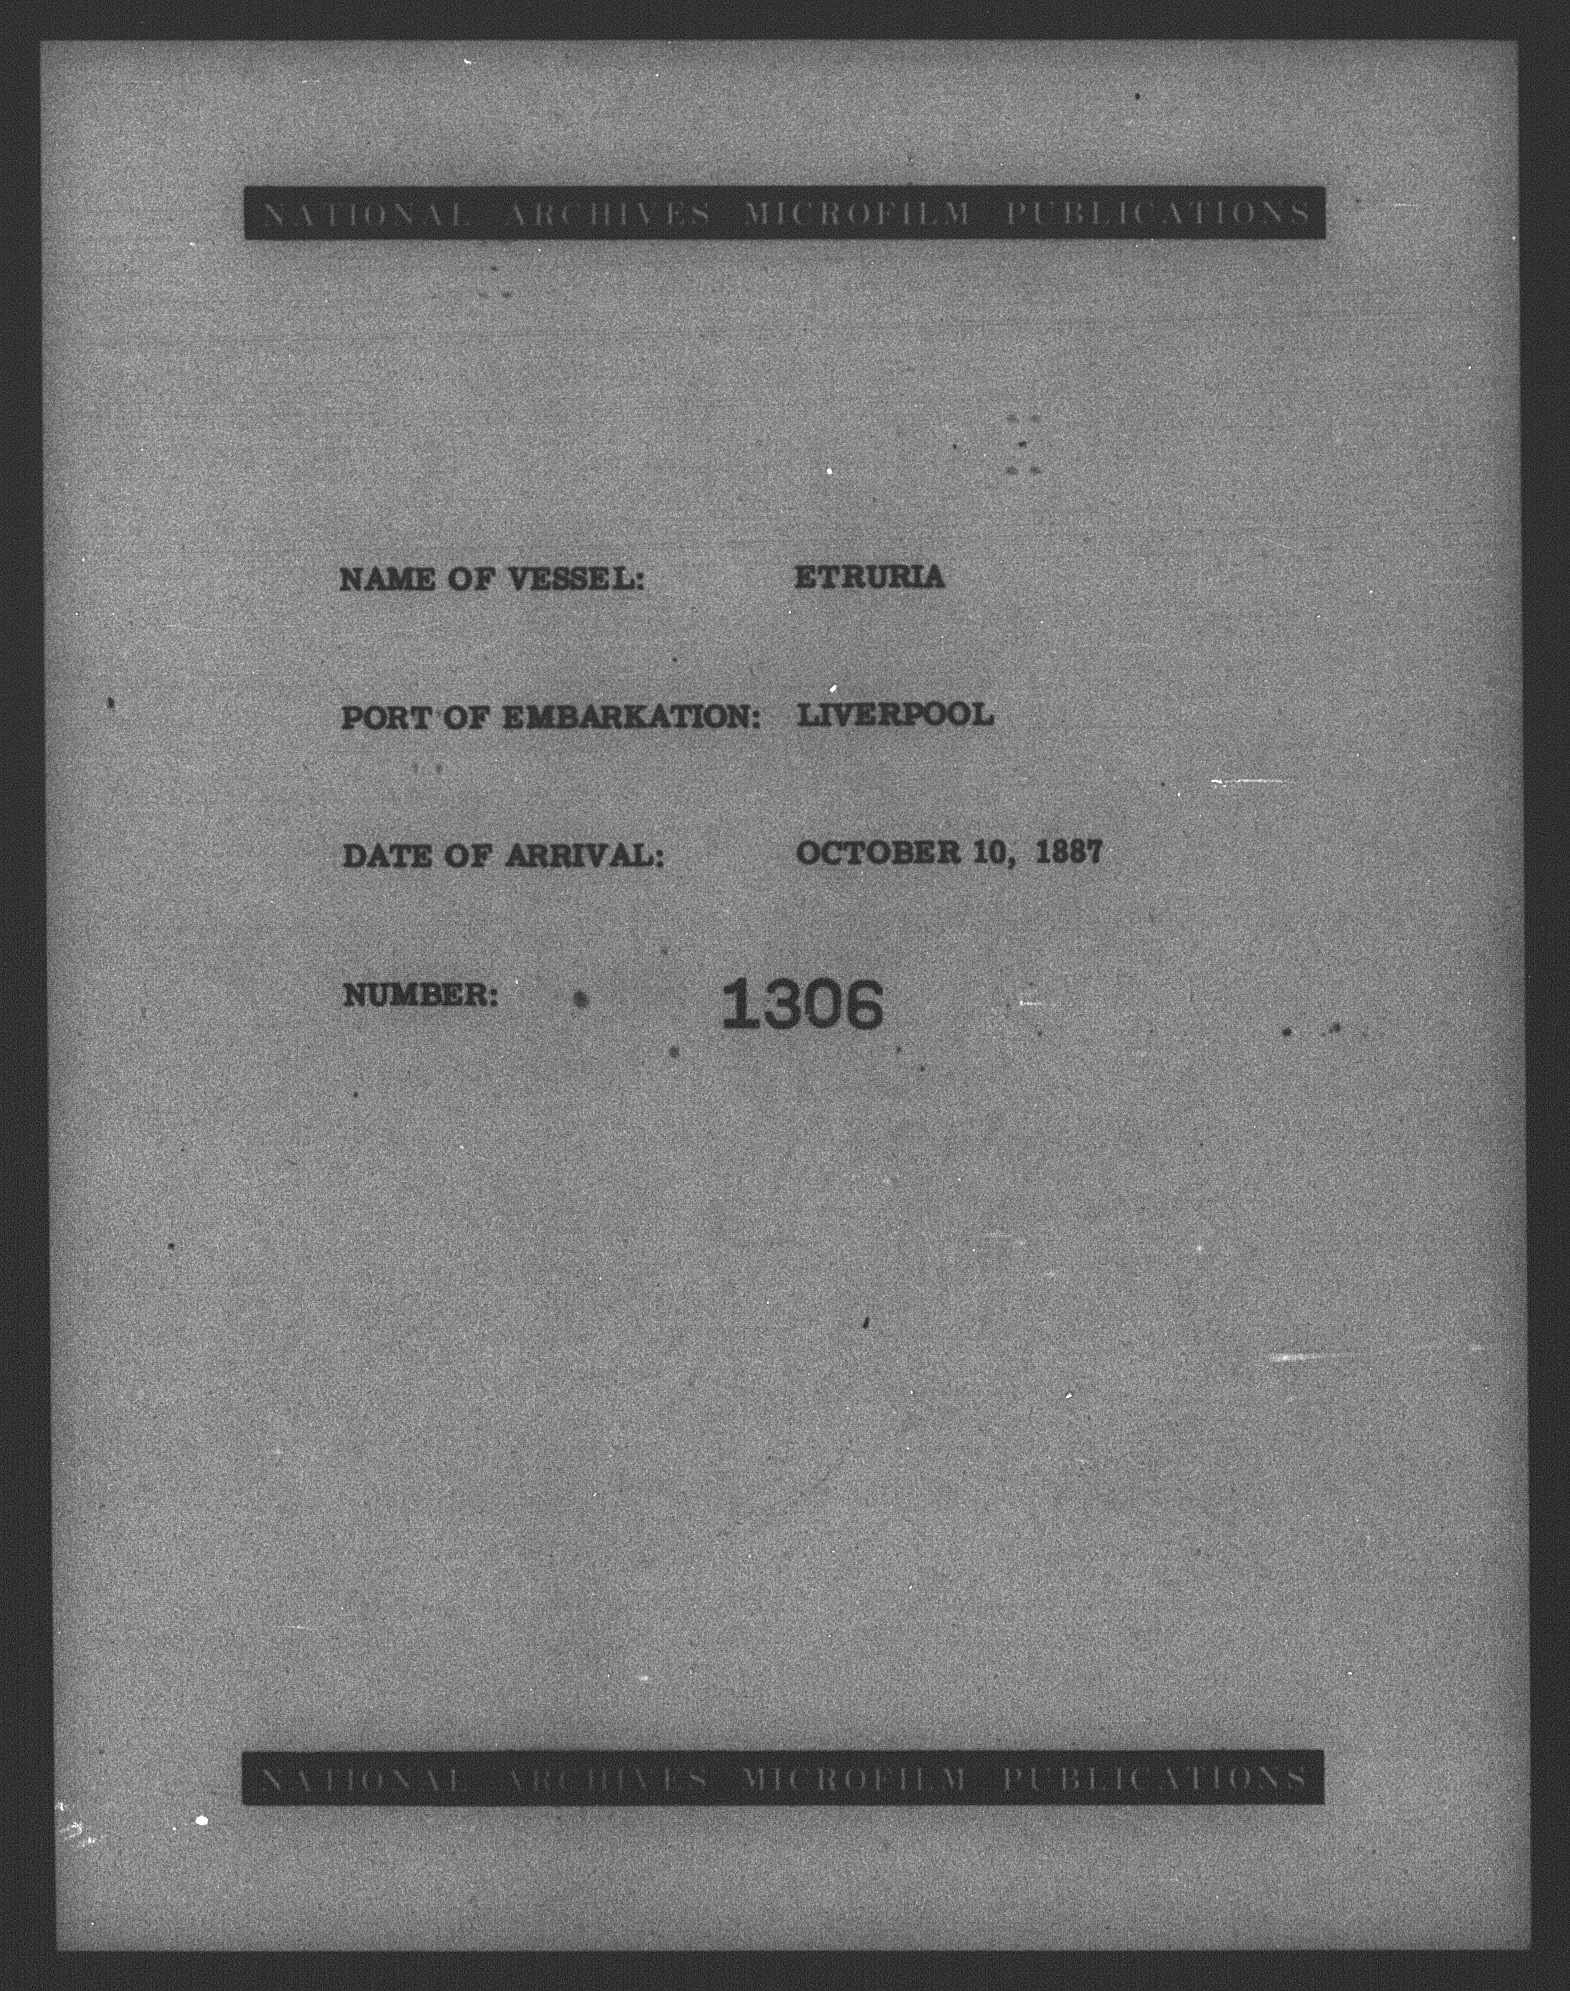 NATIONAL ARCHIVES MICROFILM PUBLICATIONS
NAME OF VESSEL: ETRURIA
PORT OF EMBARKATION: LIVERPOOL
DATE OF ARRIVAL: OCTOBER 10, 1887
NUMBER: 1306
NATIONAL ARCHIVES MICROFILM PUBLICATIONS